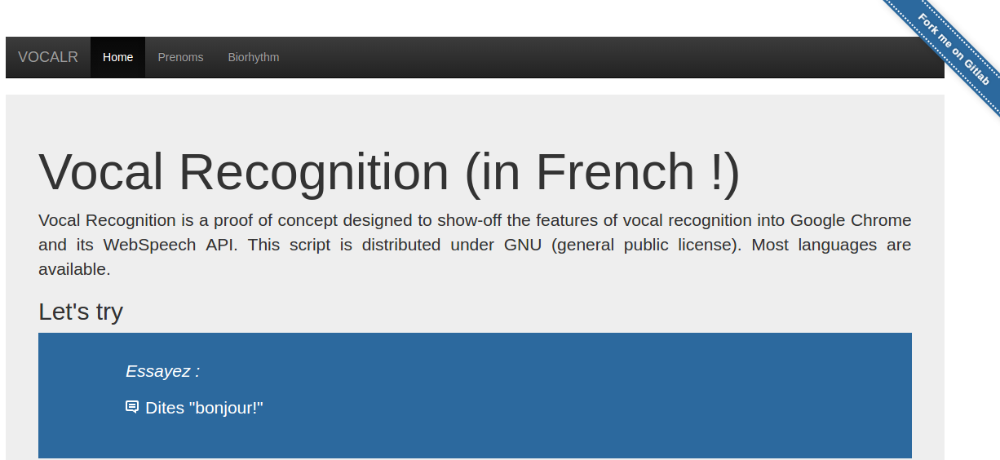 Fork me on Gitlab
VOCALR Home Prenoms Biorhythm
Vocal Recognition (in French !)
Vocal Recognition is a proof of concept designed to show-off the features of vocal recognition into Google Chrome
and its WebSpeech API. This script is distributed under GNU (general public license). Most languages are
available.
Let's try
Essayez :
Dites "bonjour!"